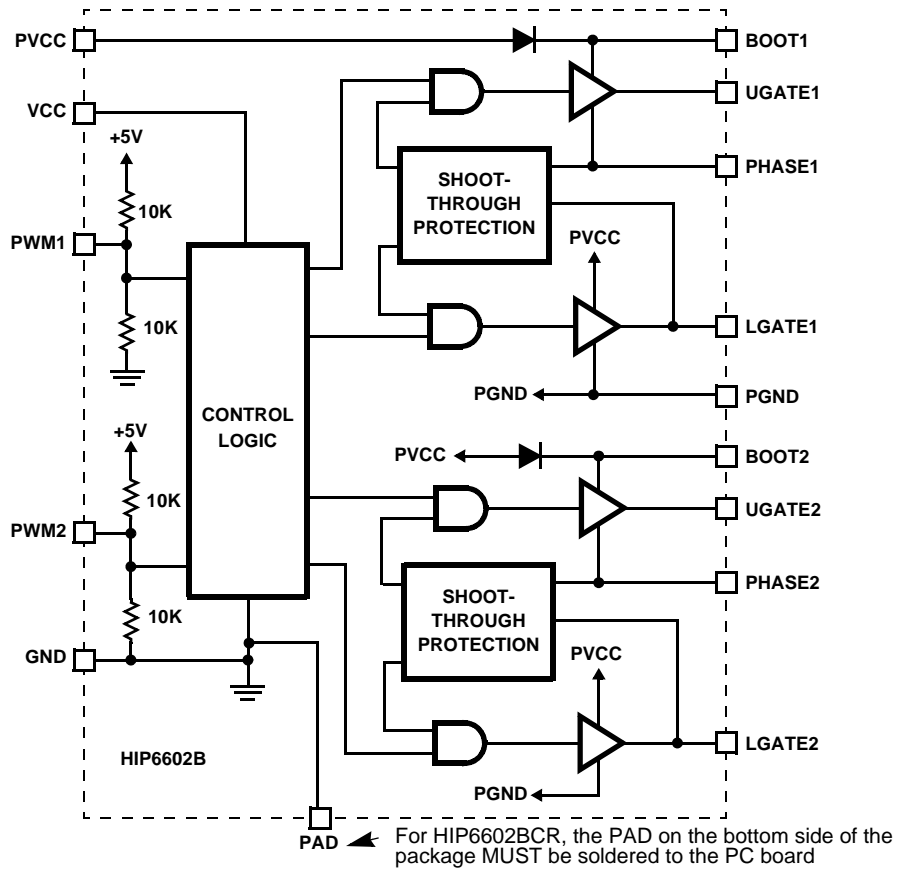 PVCC
BOOT1
VCC
UGATE1
+5V
10K
SHOOT-
THROUGH
PROTECTION
PHASE1
PWM1
PVCC
10K
LGATE1
PGND
PGND
CONTROL
LOGIC
+5V
PVCC
BOOT2
10K
UGATE2
PWM2
PHASE2
SHOOT-
THROUGH
PROTECTION
10K
GND
PVCC
LGATE2
HIP6602B
PGND
PAD
For HIP6602BCR, the PAD on the bottom side of the
package MUST be soldered to the PC board